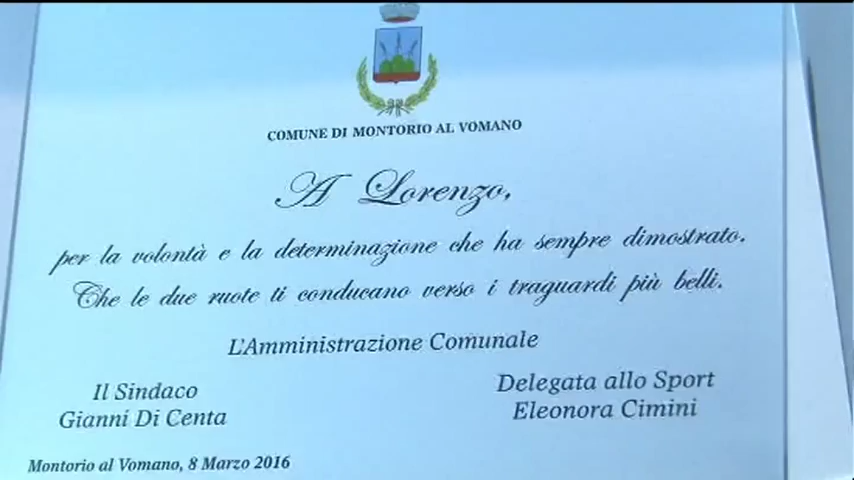 COMUNE DI MONTORIO AL VOMANO
A Lorenzo,
per la volontà e la determinazione che ha sempre dimostrato.
Che le due ruote ti conducano verso i traguardi più belli.
L'Amministrazione Comunale
Il Sindaco
Gianni Di Centa
Delegata allo Sport
Eleonora Cimini
Montorio al Vomano, 8 Marzo 2016